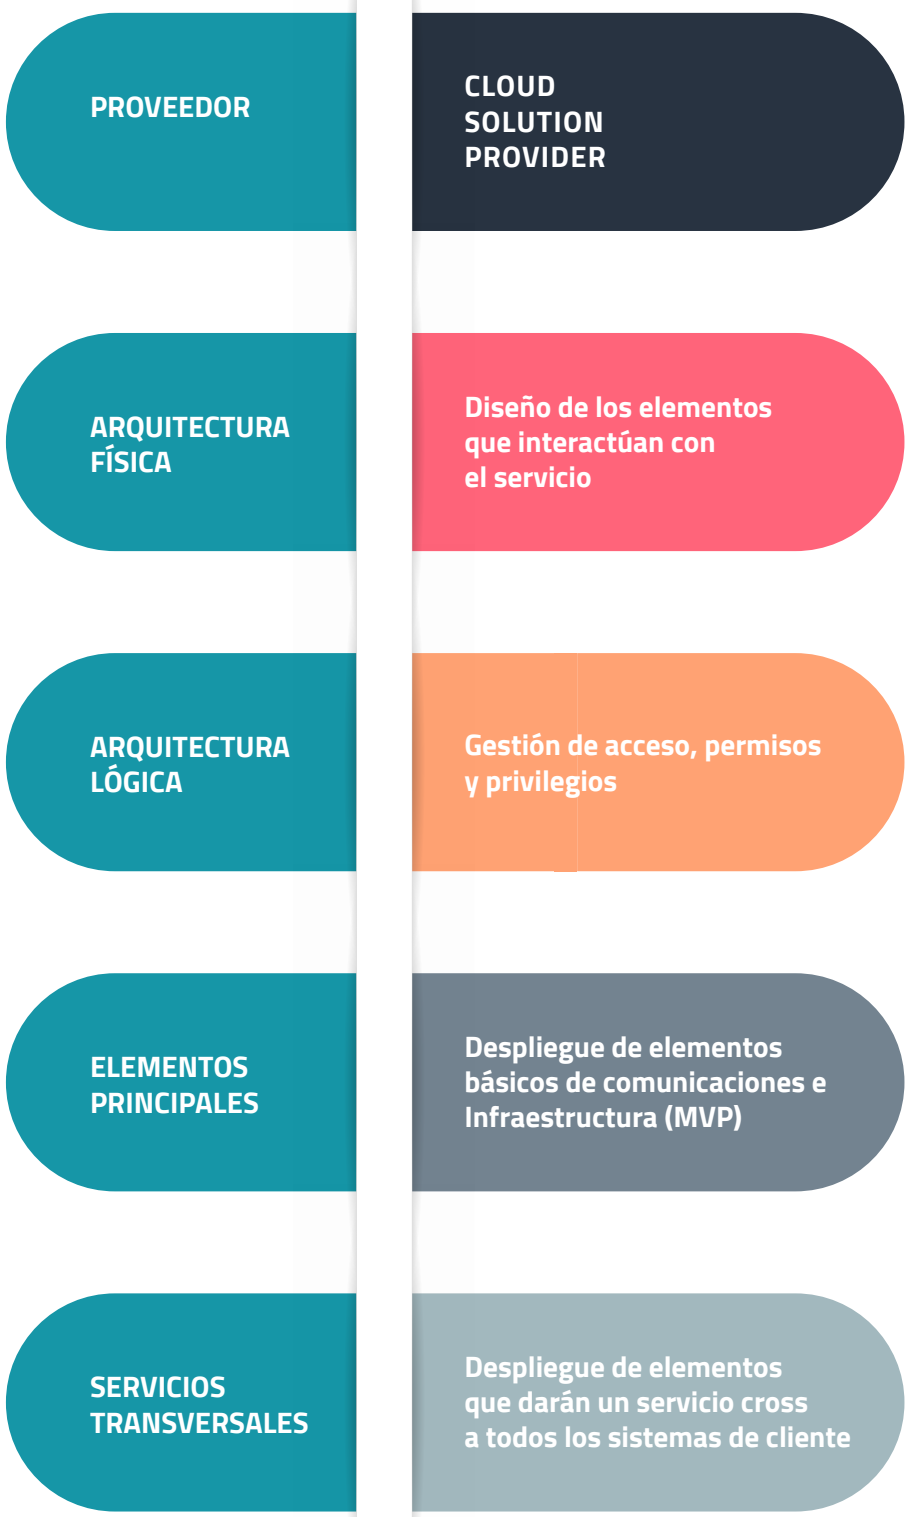 PROVEEDOR
CLOUD
SOLUTION
PROVIDER
ARQUITECTURA
FÍSICA
Diseño de los elementos
que interactúan con
el servicio
ARQUITECTURA
LÓGICA
Gestión de acceso, permisos
y privilegios
ELEMENTOS
PRINCIPALES
Despliegue de elementos
básicos de comunicaciones e
Infraestructura (MVP)
SERVICIOS
TRANSVERSALES
Despliegue de elementos
que darán un servicio cross
a todos los sistemas de cliente